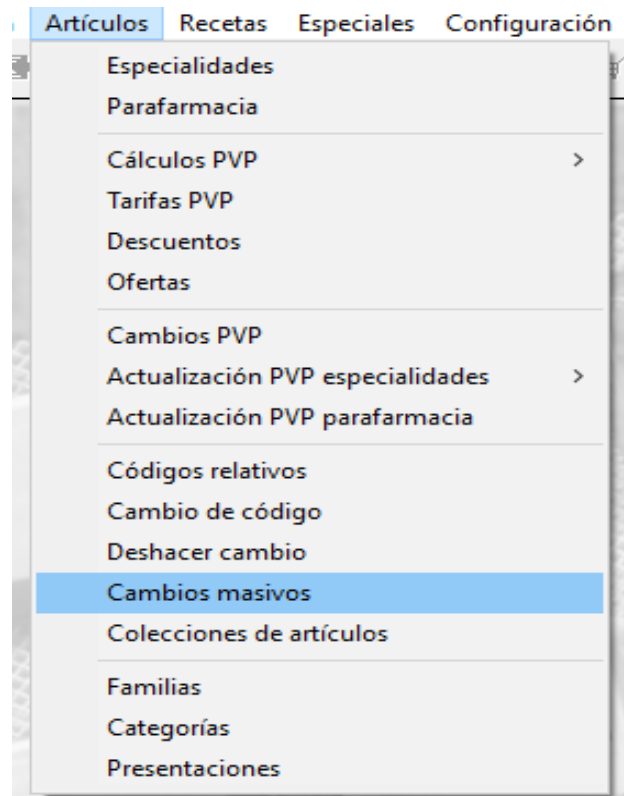 Artículos Recetas Especiales Configuración
Especialidades
Parafarmacia
Cálculos PVP >
Tarifas PVP
Descuentos
Ofertas
Cambios PVP
Actualización PVP especialidades >
Actualización PVP parafarmacia
Códigos relativos
Cambio de código
Deshacer cambio
Cambios masivos
Colecciones de artículos
Familias
Categorías
Presentaciones